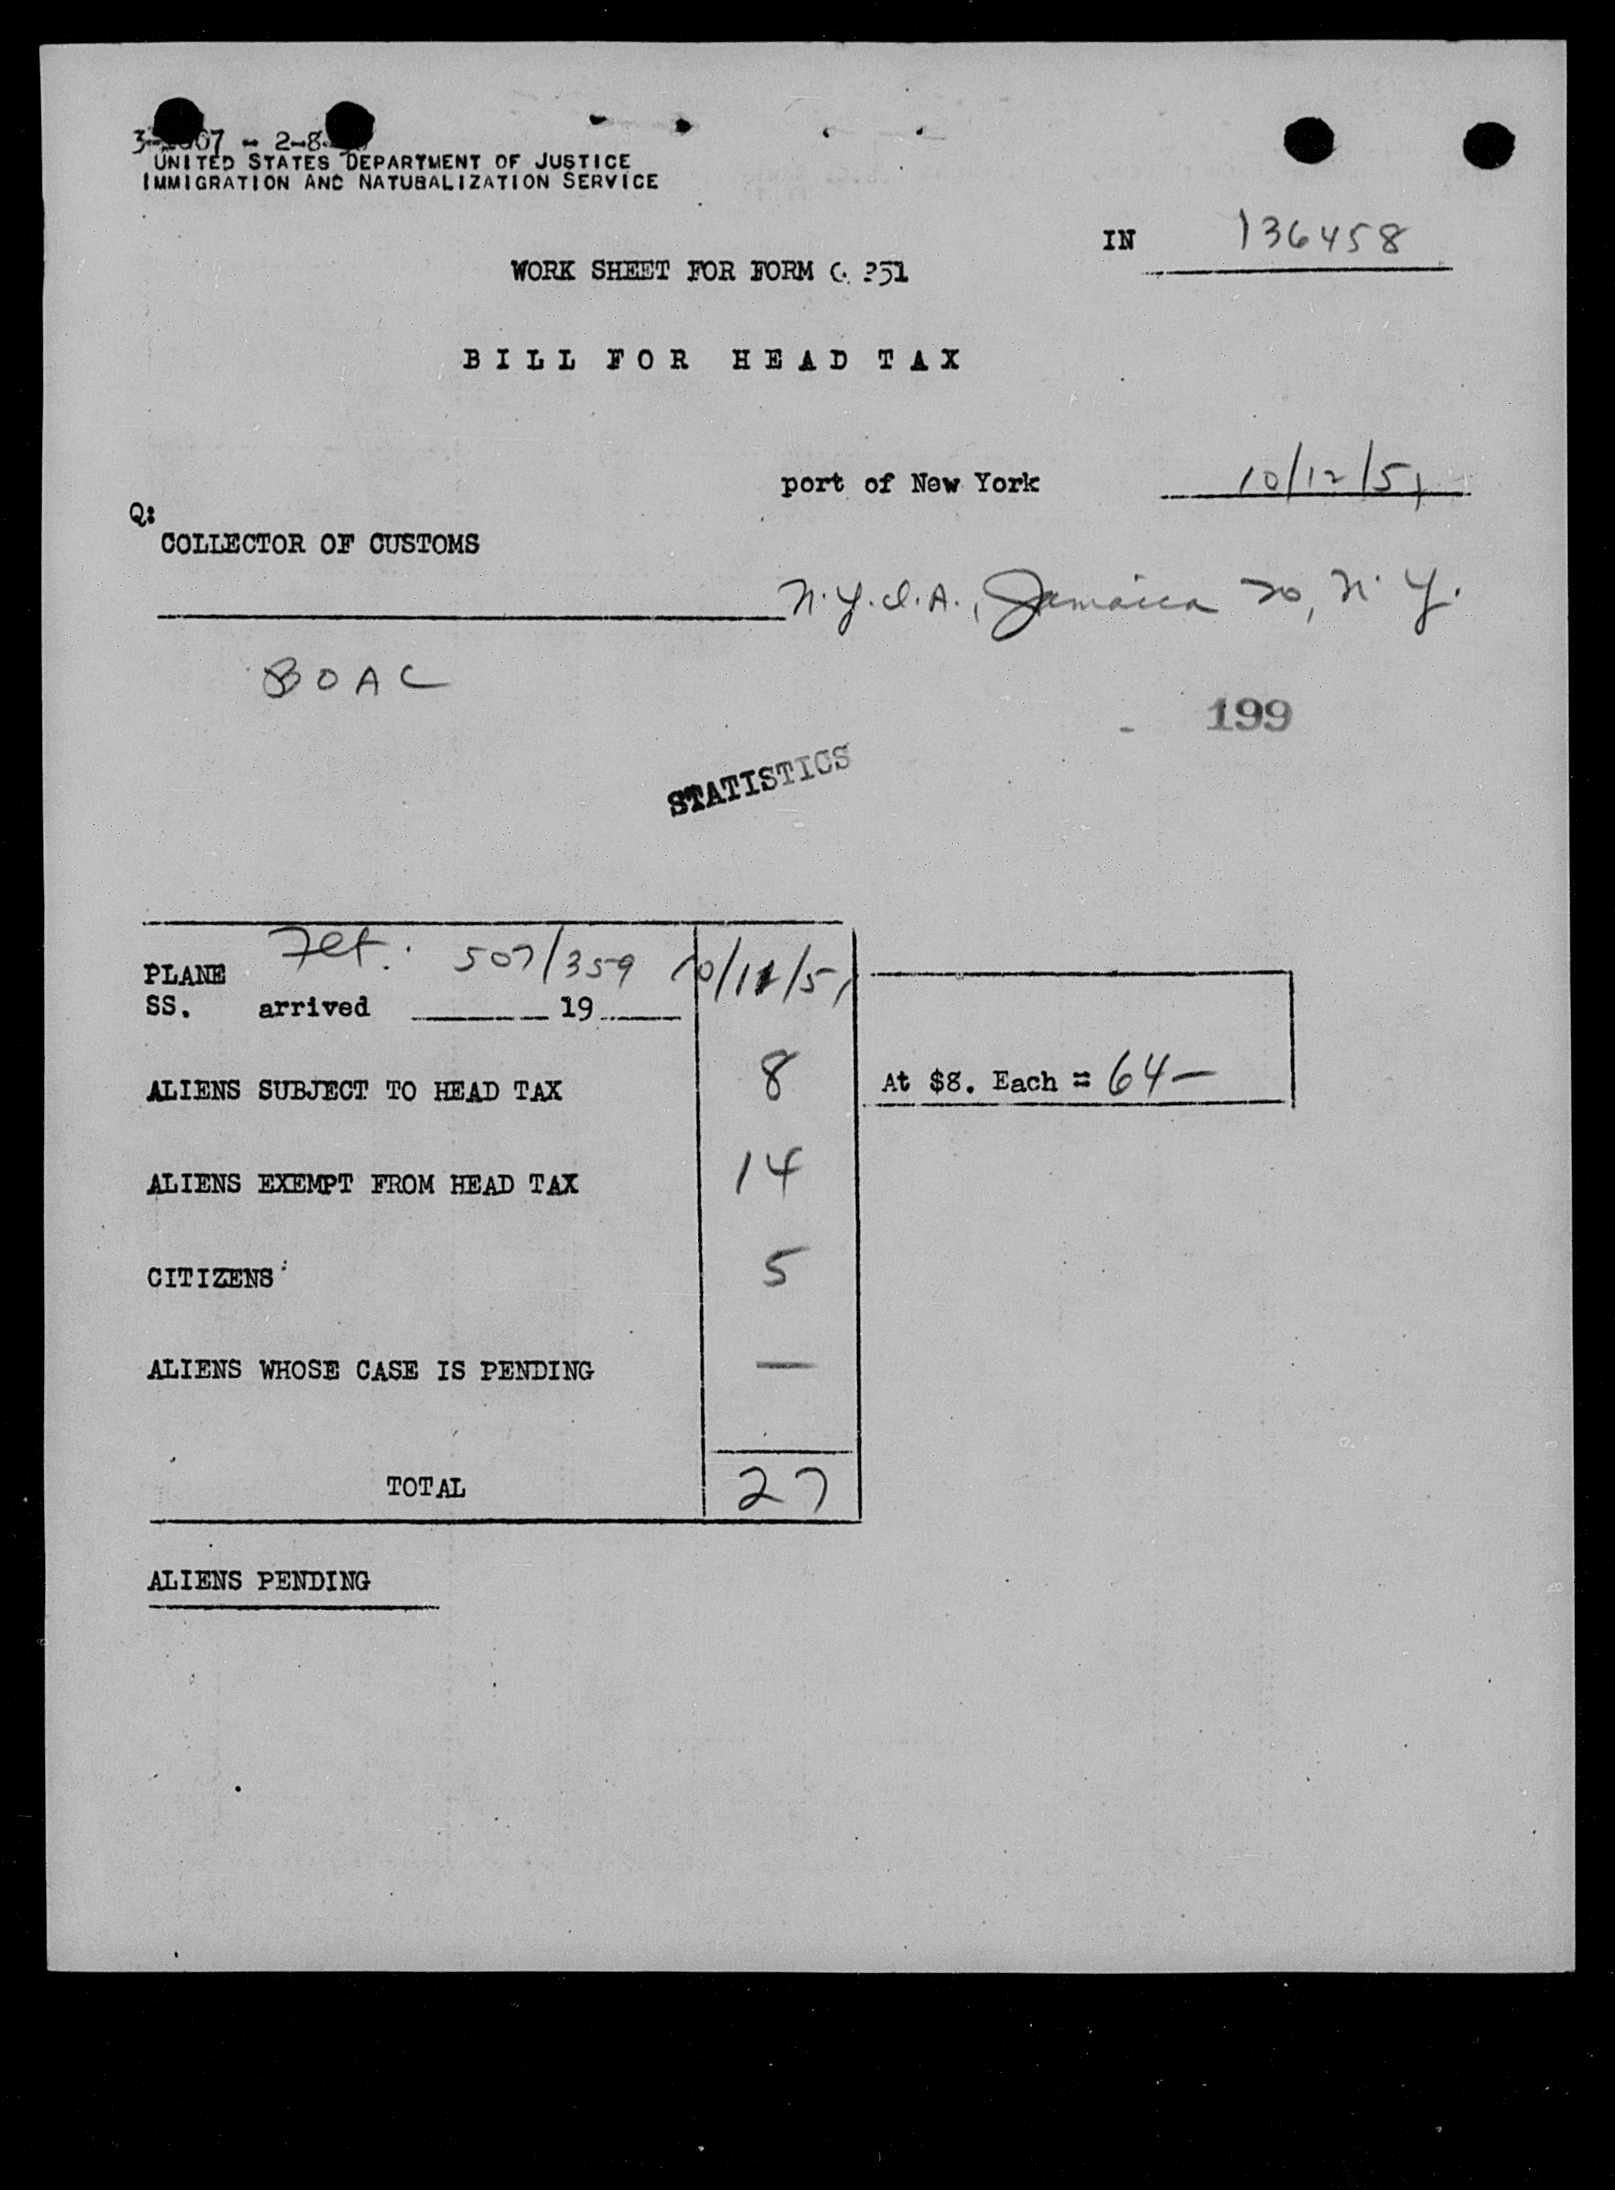 UNITED STATES DEPARTMENT OF JUSTICE
IMMIGRATION AND NATURALIZATION SERVICE
IN 136458
WORK SHEET FOR FORM
BILL FOR HEAD TAX
port of New York 10/12/51
Q:
COLLECTOR OF CUSTOMS
N.Y.I.A., Jamaica 20, N.Y.
BOAC
199
STATISTICS
Flt. 507/359 10/11/51
PLANE
SS. arrived 19
ALIENS SUBJECT TO HEAD TAX 8 At $8. Each = 64-
ALIENS EXEMPT FROM HEAD TAX 14
CITIZENS 5
ALIENS WHOSE CASE IS PENDING —
TOTAL 27
ALIENS PENDING